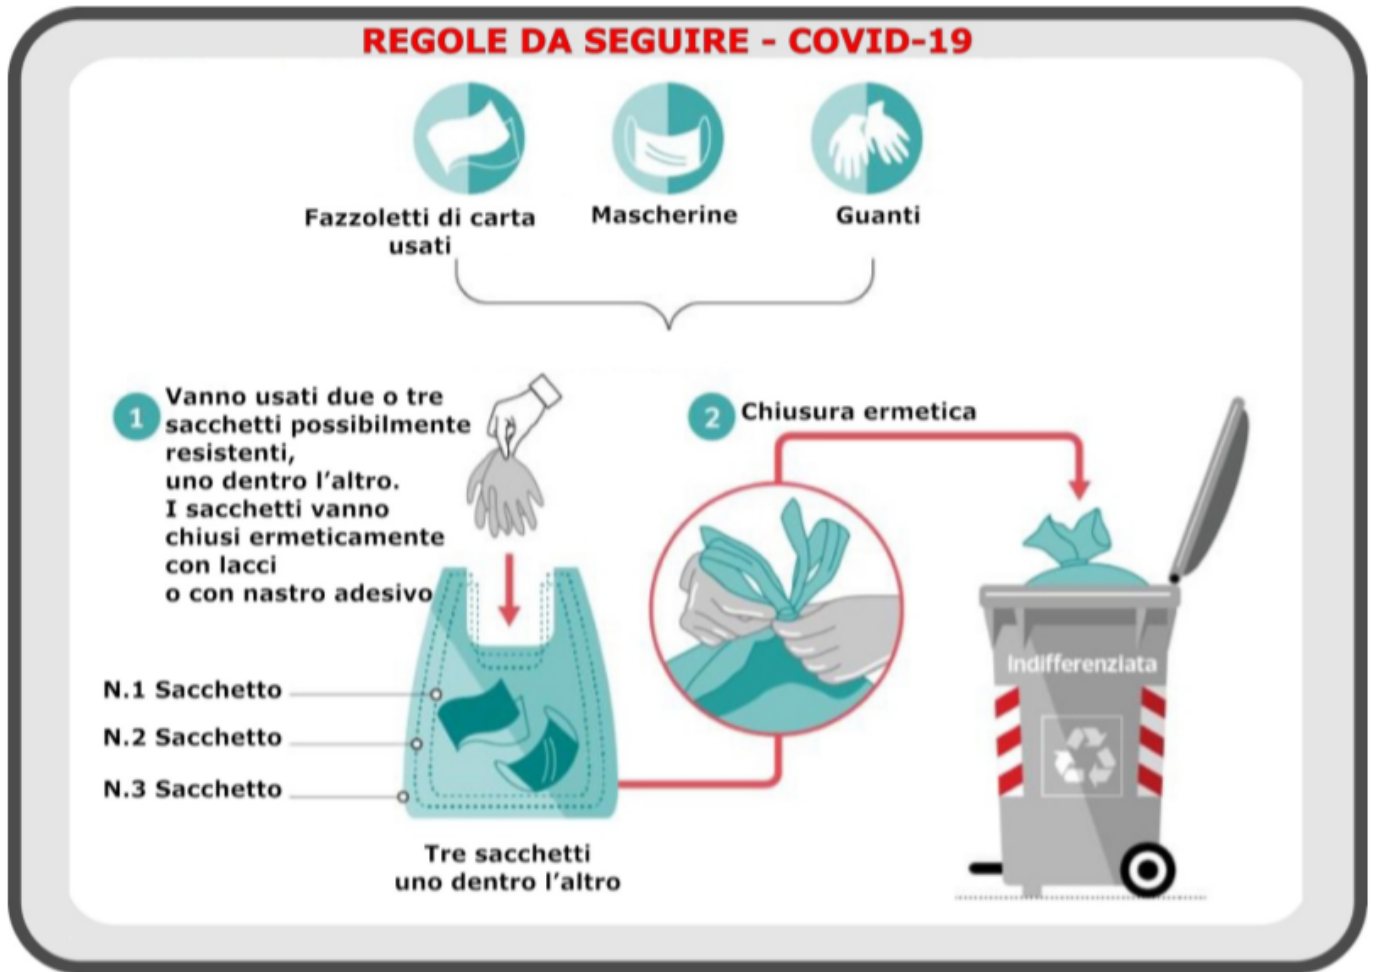 REGOLE DA SEGUIRE - COVID-19
Fazzoletti di carta
usati
Mascherine
Guanti
1
Vanno usati due o tre
sacchetti possibilmente
resistenti,
uno dentro l'altro.
I sacchetti vanno
chiusi ermeticamente
con lacci
o con nastro adesivo
2 Chiusura ermetica
N.1 Sacchetto
N.2 Sacchetto
N.3 Sacchetto
Tre sacchetti
uno dentro l'altro
Indifferenziata